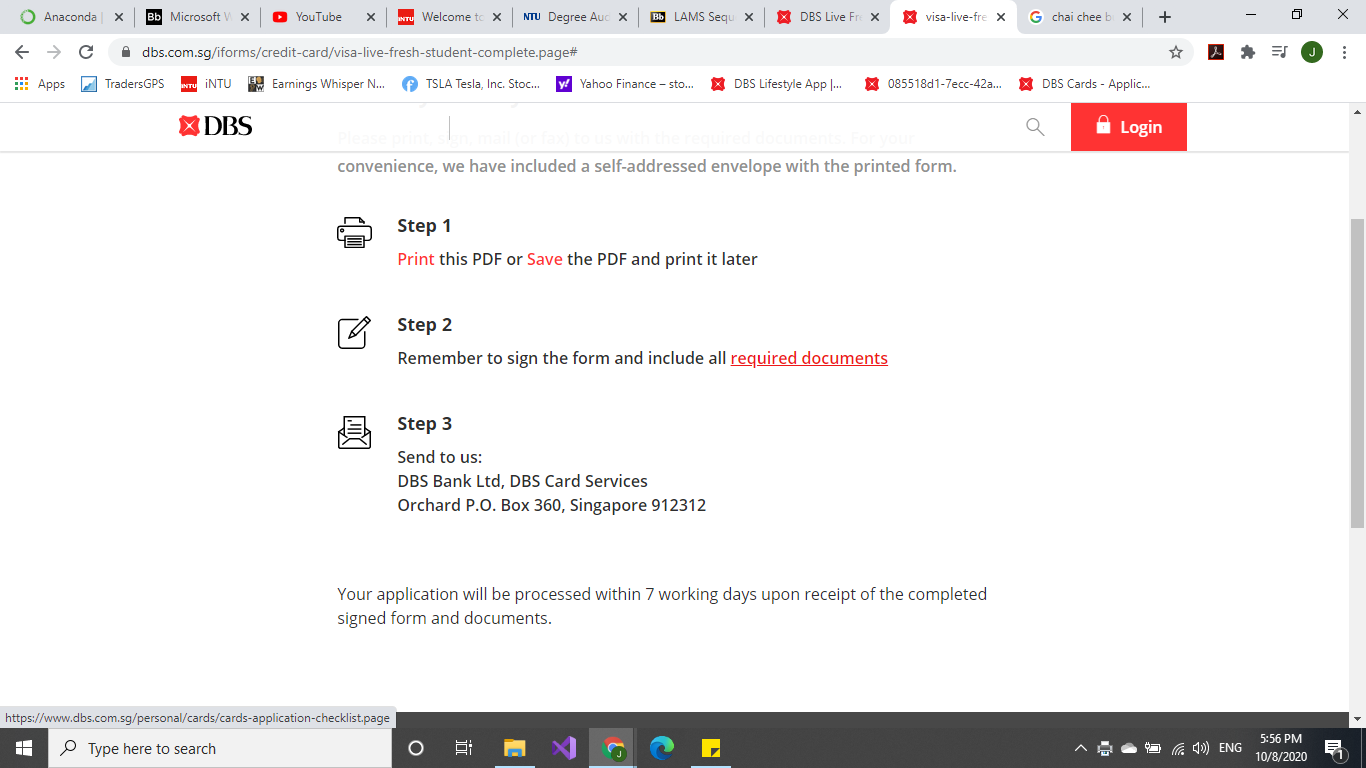 Anaconda |
Microsoft W
YouTube
Welcome to
NTU Degree Aud
LAMS Sequ
DBS Live Fr
visa-live-fre
chai chee b
dbs.com.sg/iforms/credit-card/visa-live-fresh-student-complete.page#
J
Apps
TradersGPS
iNTU
Earnings Whisper N...
TSLA Tesla, Inc. Stoc...
Yahoo Finance – sto...
DBS Lifestyle App |...
085518d1-7ecc-42a...
DBS Cards - Applic...
DBS
Login
Please print, sign, mail (or fax) to us with the required documents. For your
convenience, we have included a self-addressed envelope with the printed form.
Step 1
Print this PDF or Save the PDF and print it later
Step 2
Remember to sign the form and include all required documents
Step 3
Send to us:
DBS Bank Ltd, DBS Card Services
Orchard P.O. Box 360, Singapore 912312
Your application will be processed within 7 working days upon receipt of the completed
signed form and documents.
https://www.dbs.com.sg/personal/cards/cards-application-checklist.page
Type here to search
ENG
5:56 PM
10/8/2020
1